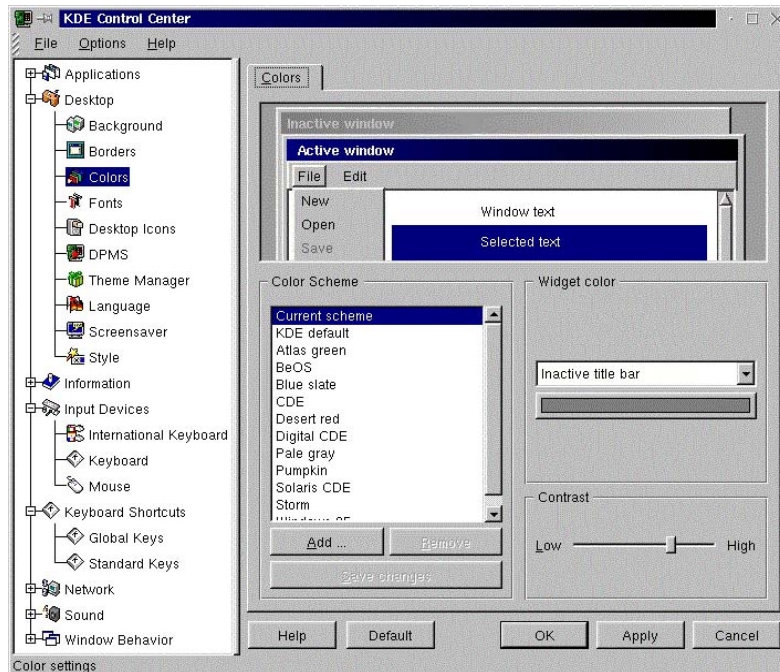 KDE Control Center
File Options Help
Applications
Desktop
Background
Borders
Colors
Fonts
Desktop Icons
DPMS
Theme Manager
Language
Screensaver
Style
Information
Input Devices
International Keyboard
Keyboard
Mouse
Keyboard Shortcuts
Global Keys
Standard Keys
Network
Sound
Window Behavior
Colors
Inactive window
Active window
File Edit
New
Open
Save
Window text
Selected text
Color Scheme
Current scheme
KDE default
Atlas green
BeOS
Blue slate
CDE
Desert red
Digital CDE
Pale gray
Pumpkin
Solaris CDE
Storm
Add ... Remove
Save changes
Widget color
Inactive title bar
Contrast
Low High
Help Default OK Apply Cancel
Color settings